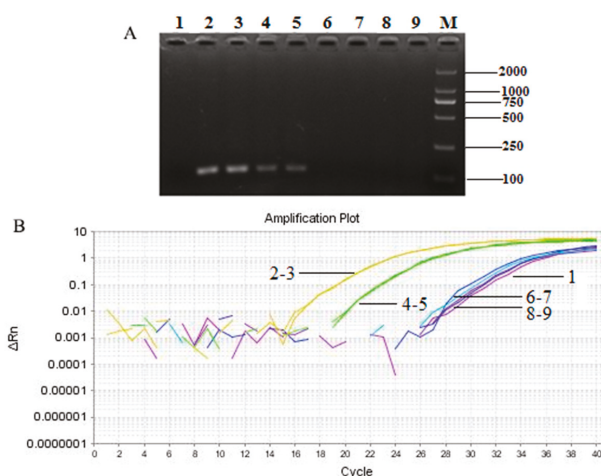 A
1 2 3 4 5 6 7 8 9 M
2000
1000
750
500
250
100
B
Amplification Plot
ΔRn
10
1
0.1
0.01
0.001
0.0001
0.00001
0.0000001
2-3
4-5
1
6-7
8-9
0 2 4 6 8 10 12 14 16 18 20 22 24 26 28 30 32 34 36 38 40
Cycle